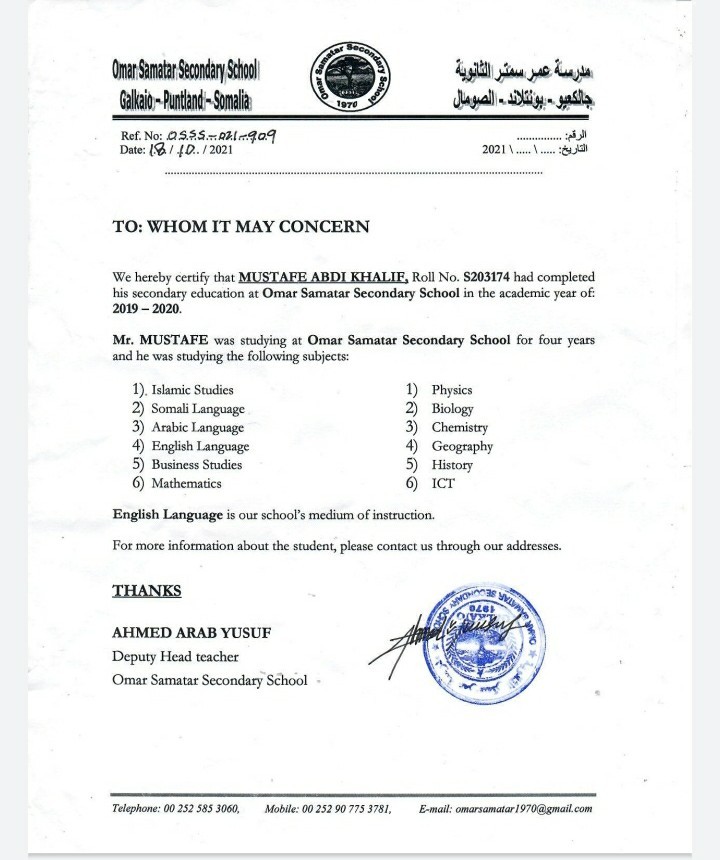 Omar Samatar Secondary School
Galkaio – Puntland – Somalia
Omar Samatar Secondary School
1970
مدرسة عمر سمتر الثانوية
جالكعيو - بونتلاند - الصومال
Ref. No: OSSS-021-909
Date: 18 / 10 . / 2021
الرقم: ..............
التاريخ: ..... \ ..... \ 2021
TO: WHOM IT MAY CONCERN
We hereby certify that MUSTAFE ABDI KHALIF, Roll No. S203174 had completed
his secondary education at Omar Samatar Secondary School in the academic year of:
2019 – 2020.
Mr. MUSTAFE was studying at Omar Samatar Secondary School for four years
and he was studying the following subjects:
1). Islamic Studies
2) Somali Language
3) Arabic Language
4) English Language
5) Business Studies
6) Mathematics
1) Physics
2) Biology
3) Chemistry
4) Geography
5) History
6) ICT
English Language is our school's medium of instruction.
For more information about the student, please contact us through our addresses.
THANKS
AHMED ARAB YUSUF
Deputy Head teacher
Omar Samatar Secondary School
OMAR SAMATAR SECONDARY SCHOOL
1970
Telephone: 00 252 585 3060, Mobile: 00 252 90 775 3781, E-mail: omarsamatar1970@gmail.com